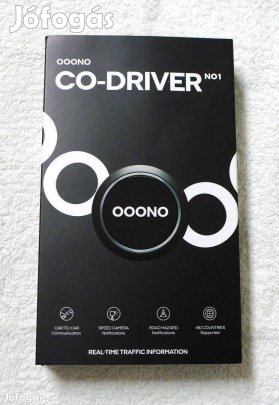 Jófogás
OOONO
CO-DRIVER NO1
OOONO
CAR TO CAR
Communication
SPEED CAMERA
Notifications
ROAD HAZARD
Notifications
+50 COUNTRIES
Supported
REAL-TIME TRAFFIC INFORMATION
Jófogás